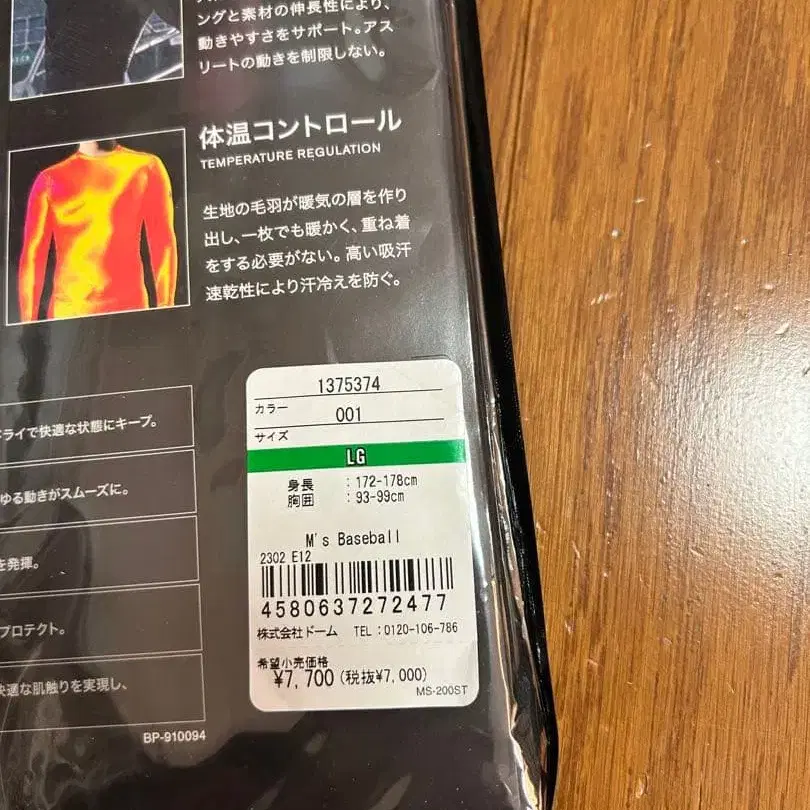 ングと素材の伸長性により、
動きやすさをサポート。アス
リートの動きを制限しない。
体温コントロール
TEMPERATURE REGULATION
生地の毛羽が暖気の層を作り
出し、一枚でも暖かく、重ね着
をする必要がない。高い吸汗
速乾性により汗冷えを防ぐ。
ドライで快適な状態にキープ。
ゆる動きがスムーズに。
を発揮。
プロテクト。
快適な肌触りを実現し、
BP-910094
1375374
カラー 001
サイズ
LG
身長 : 172-178cm
胸囲 : 93-99cm
M's Baseball
2302 E12
4580637272477
株式会社ドーム TEL:0120-106-786
希望小売価格
¥7,700 (税抜¥7,000)
MS-200ST